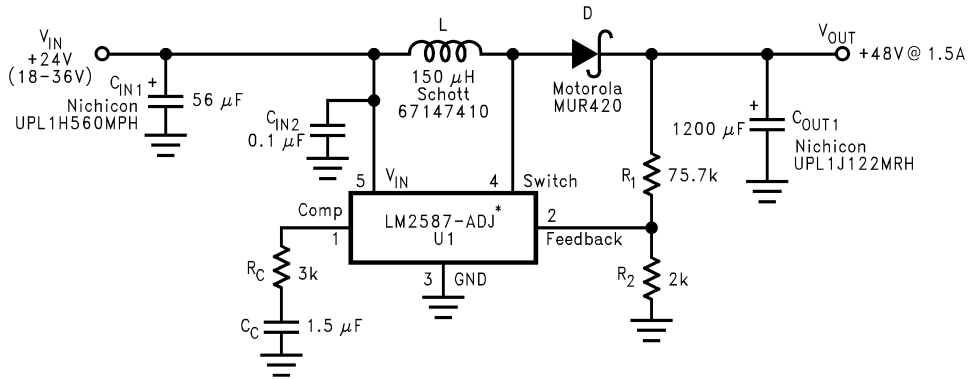 V_IN
+24V
(18-36V)
C_IN1 +
56 μF
Nichicon
UPL1H560MPH
C_IN2
0.1 μF
L
150 μH
Schott
67147410
D
Motorola
MUR420
V_OUT
+48V @ 1.5A
+
1200 μF
C_OUT1
Nichicon
UPL1J122MRH
R_1
75.7k
5
V_IN
4
Switch
Comp
1
LM2587-ADJ*
U1
2
Feedback
3
GND
R_C
3k
C_C
1.5 μF
R_2
2k